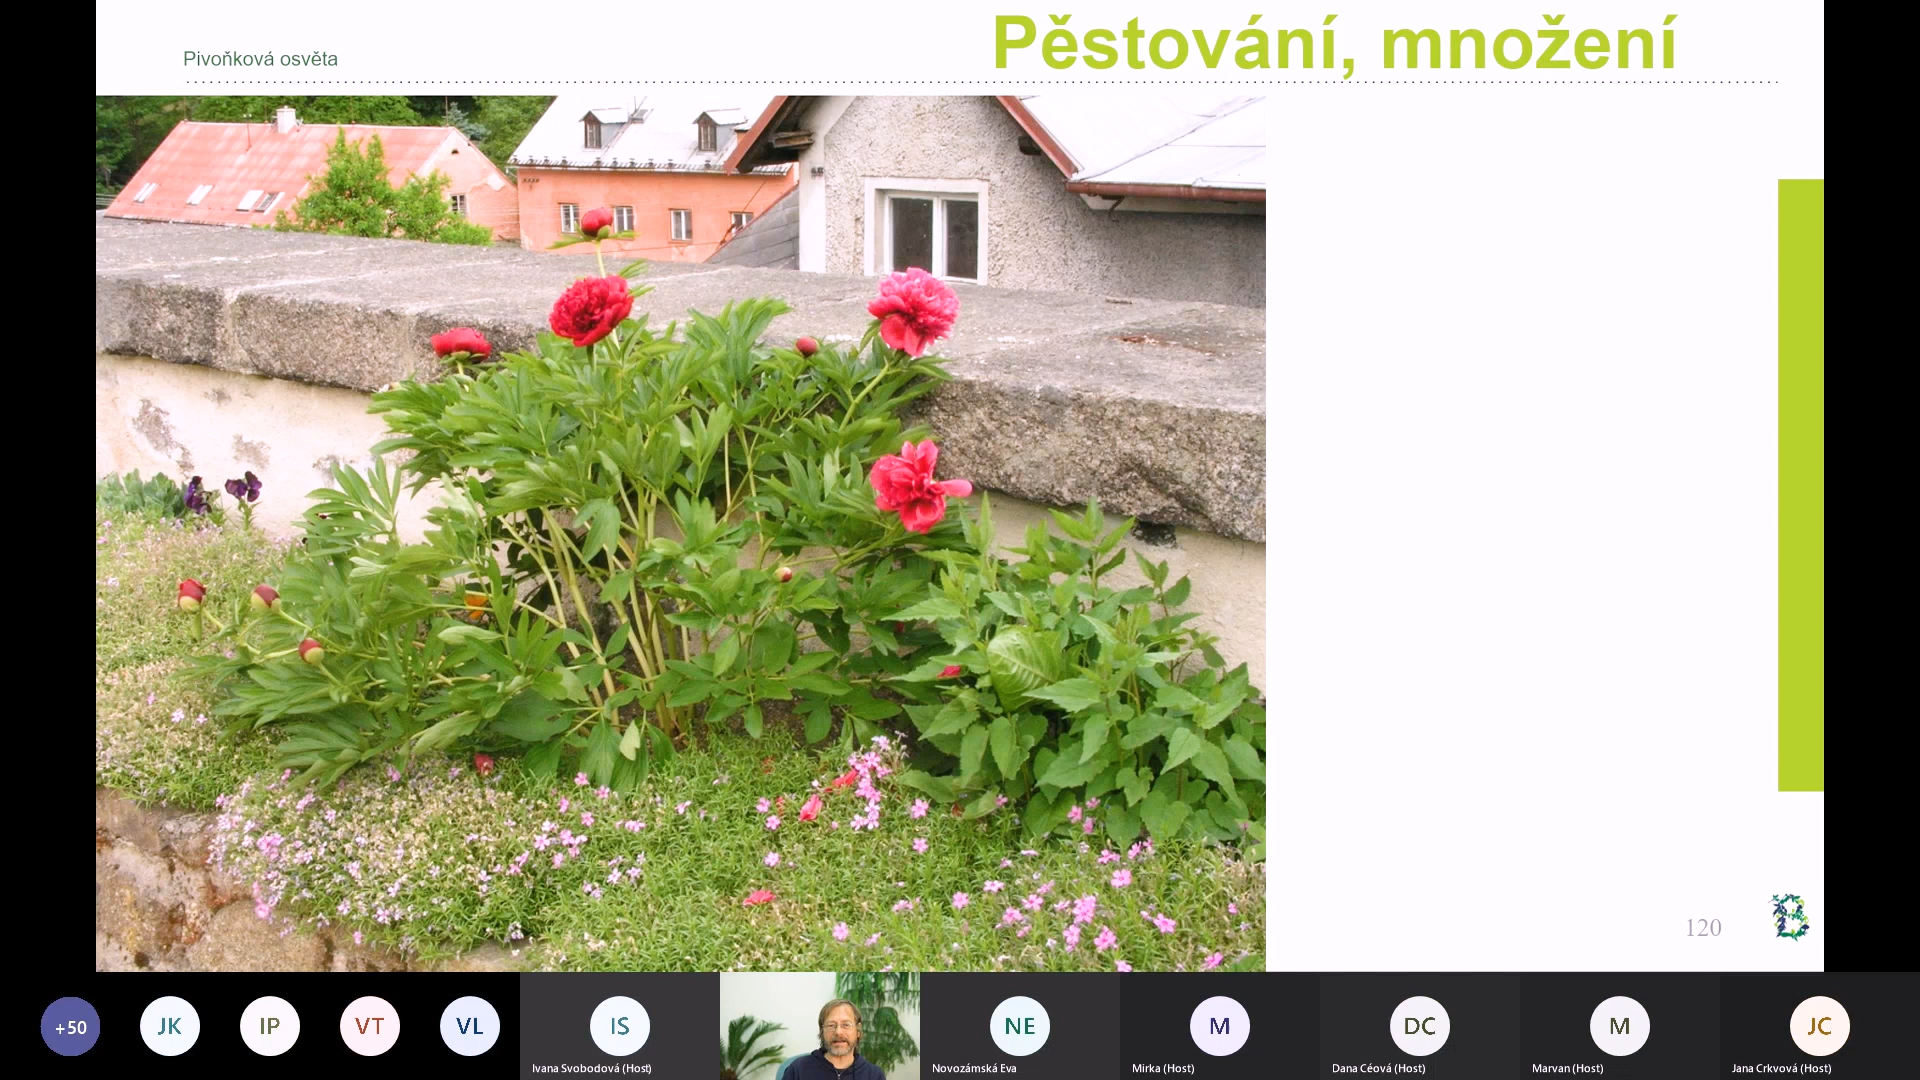 Pivoňková osvěta
Pěstování, množení
120
B
+50
JK
IP
VT
VL
IS
NE
M
DC
M
JC
Ivana Svobodová (Host)
Novozámská Eva
Mirka (Host)
Dana Céová (Host)
Marvan (Host)
Jana Crkvová (Host)